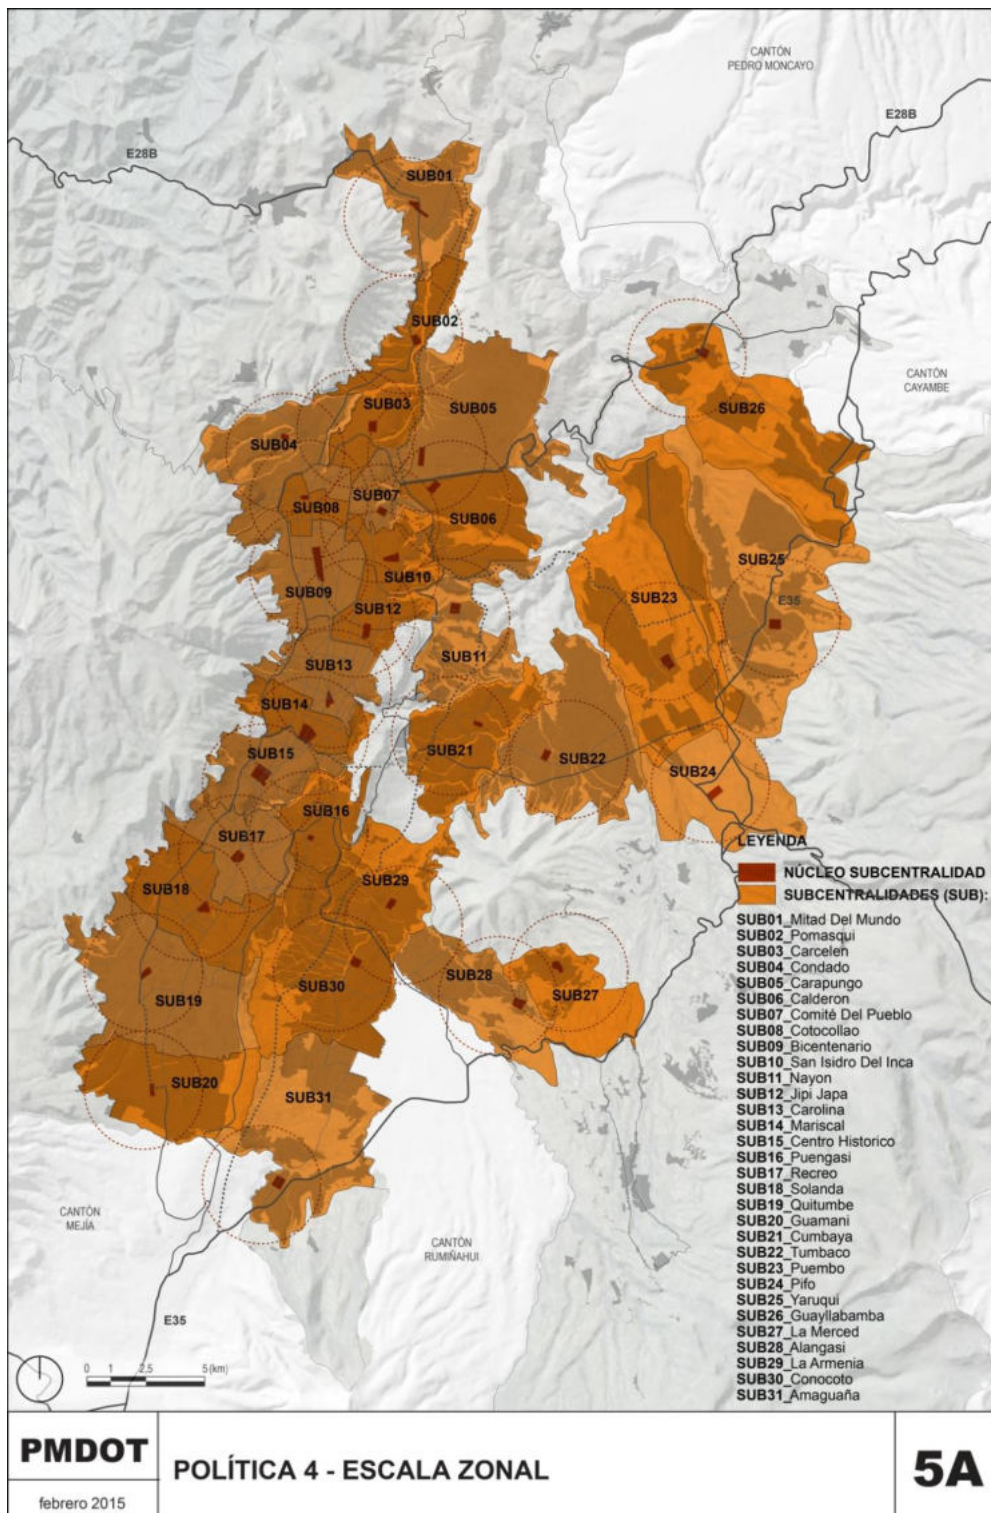 CANTÓN
PEDRO MONCAYO
E28B
E28B
SUB01
SUB02
CANTÓN
CAYAMBE
SUB03
SUB05
SUB26
SUB04
SUB07
SUB08
SUB06
SUB25
SUB10
SUB09
SUB23
E35
SUB12
SUB11
SUB13
SUB14
SUB15
SUB21
SUB22
SUB24
SUB16
SUB17
SUB29
SUB18
SUB28
SUB30
SUB27
SUB19
SUB20
SUB31
LEYENDA
NÚCLEO SUBCENTRALIDAD
SUBCENTRALIDADES (SUB):
SUB01_Mitad Del Mundo
SUB02_Pomasqui
SUB03_Carcelen
SUB04_Condado
SUB05_Carapungo
SUB06_Calderon
SUB07_Comité Del Pueblo
SUB08_Cotocollao
SUB09_Bicentenario
SUB10_San Isidro Del Inca
SUB11_Nayon
SUB12_Jipi Japa
SUB13_Carolina
SUB14_Mariscal
SUB15_Centro Historico
SUB16_Puengasi
SUB17_Recreo
SUB18_Solanda
SUB19_Quitumbe
SUB20_Guamani
SUB21_Cumbaya
SUB22_Tumbaco
SUB23_Puembo
SUB24_Pifo
SUB25_Yaruqui
SUB26_Guayllabamba
SUB27_La Merced
SUB28_Alangasi
SUB29_La Armenia
SUB30_Conocoto
SUB31_Amaguaña
CANTÓN
MEJÍA
CANTÓN
RUMIÑAHUI
E35
0 1 2,5 5 (km)
PMDOT
febrero 2015
POLÍTICA 4 - ESCALA ZONAL
5A